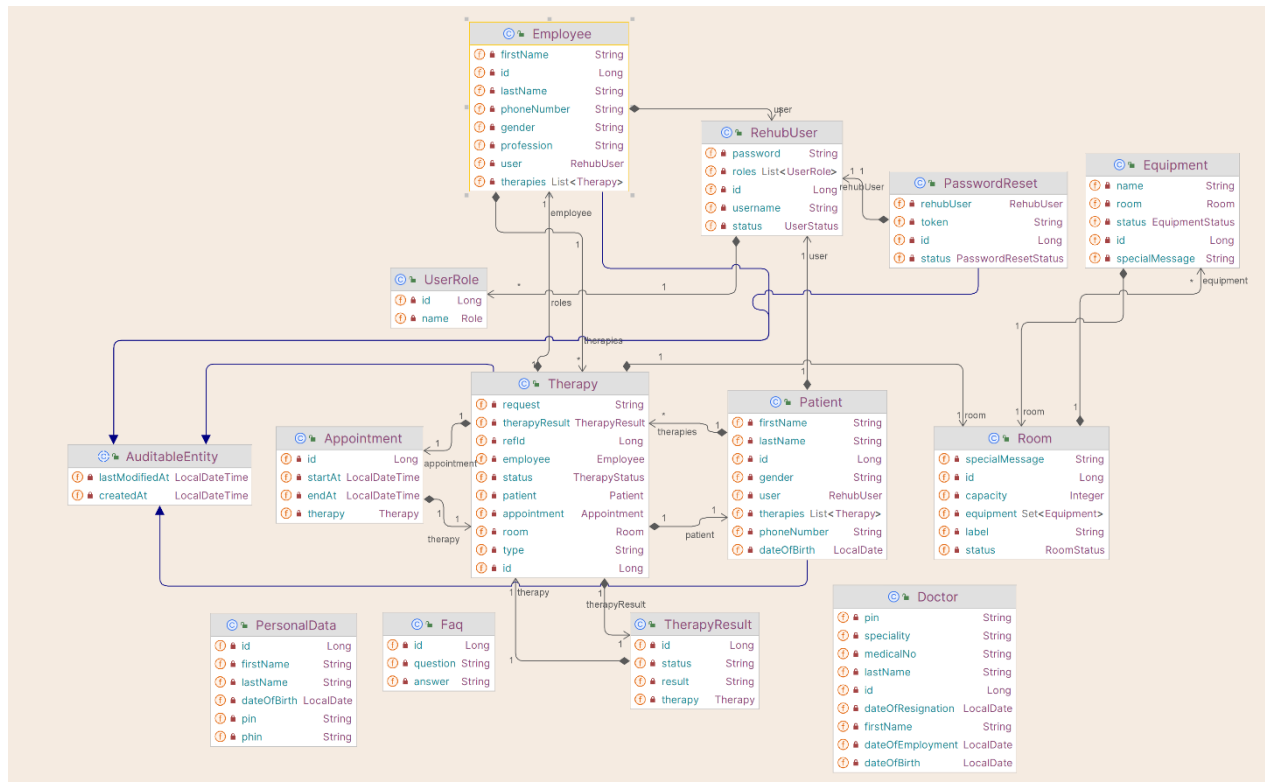 Employee
firstName String
id Long
lastName String
phoneNumber String
gender String
profession String
user RehubUser
therapies List<Therapy>
user
1
RehubUser
password String
roles List<UserRole>
id Long
username String
status UserStatus
1 1
rehubUser
PasswordReset
rehubUser RehubUser
token String
id Long
status PasswordResetStatus
Equipment
name String
room Room
status EquipmentStatus
id Long
specialMessage String
1
employee
1
1 user
UserRole
id Long
name Role
* 1
roles
therapies
*
1
* equipment
1
1
Therapy
request String
therapyResult TherapyResult
refId Long
employee Employee
status TherapyStatus
patient Patient
appointment Appointment
room Room
type String
id Long
1
1
1
appointment
Appointment
id Long
startAt LocalDateTime
endAt LocalDateTime
therapy Therapy
1
1
therapy
AuditableEntity
lastModifiedAt LocalDateTime
createdAt LocalDateTime
*
therapies
1
1
1
patient
1
Patient
firstName String
lastName String
id Long
gender String
user RehubUser
therapies List<Therapy>
phoneNumber String
dateOfBirth LocalDate
1 room
1 room
1
Room
specialMessage String
id Long
capacity Integer
equipment Set<Equipment>
label String
status RoomStatus
1 therapy
1
therapyResult
1
1
PersonalData
id Long
firstName String
lastName String
dateOfBirth LocalDate
pin String
phin String
Faq
id Long
question String
answer String
TherapyResult
id Long
status String
result String
therapy Therapy
Doctor
pin String
speciality String
medicalNo String
lastName String
id Long
dateOfResignation LocalDate
firstName String
dateOfEmployment LocalDate
dateOfBirth LocalDate